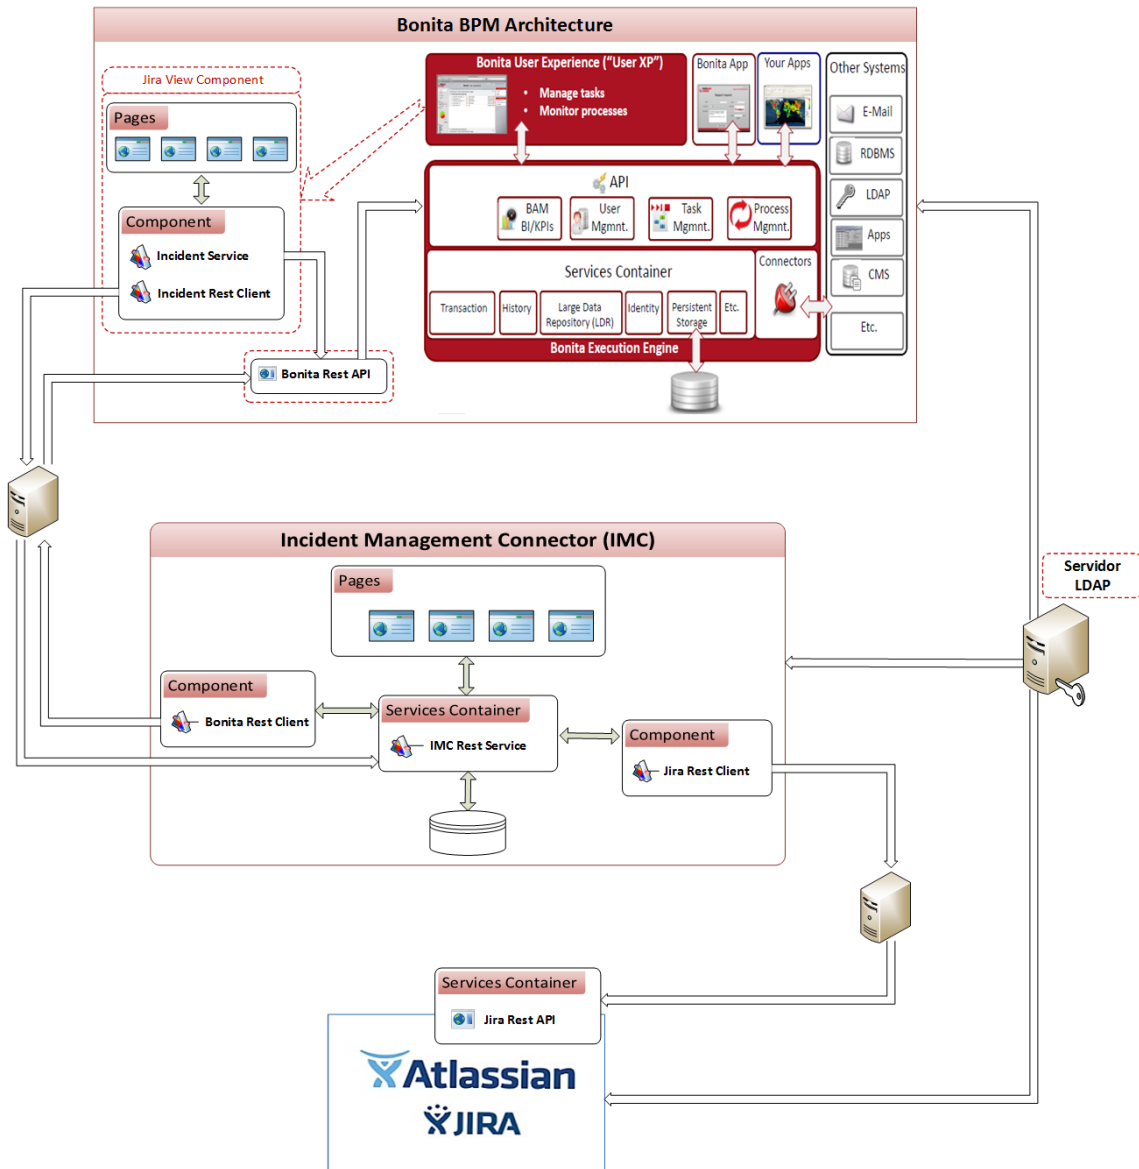 Bonita BPM Architecture
Jira View Component
Pages
Component
Incident Service
Incident Rest Client
Bonita Rest API
Bonita User Experience (“User XP”)
• Manage tasks
• Monitor processes
Bonita App
Your Apps
Other Systems
E-Mail
RDBMS
LDAP
Apps
CMS
Etc.
API
BAM
BI/KPIs
User
Mgmnt.
Task
Mgmnt.
Process
Mgmnt.
Services Container
Connectors
Transaction
History
Large Data
Repository (LDR)
Identity
Persistent
Storage
Etc.
Bonita Execution Engine
Incident Management Connector (IMC)
Pages
Component
Bonita Rest Client
Services Container
IMC Rest Service
Component
Jira Rest Client
Servidor
LDAP
Services Container
Jira Rest API
Atlassian
JIRA